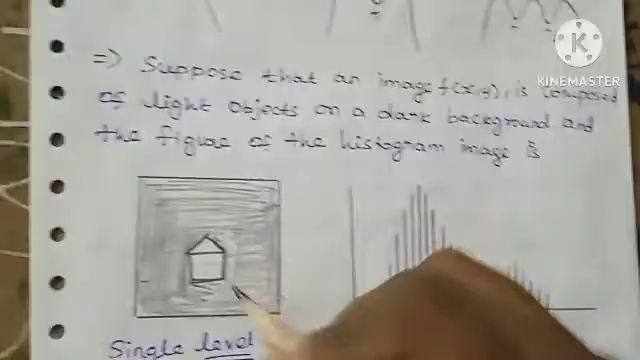 K
KINEMASTER
=> Suppose that an image f(x,y), is composed
of light objects on a dark background and
the figure of the histogram image is
Single level